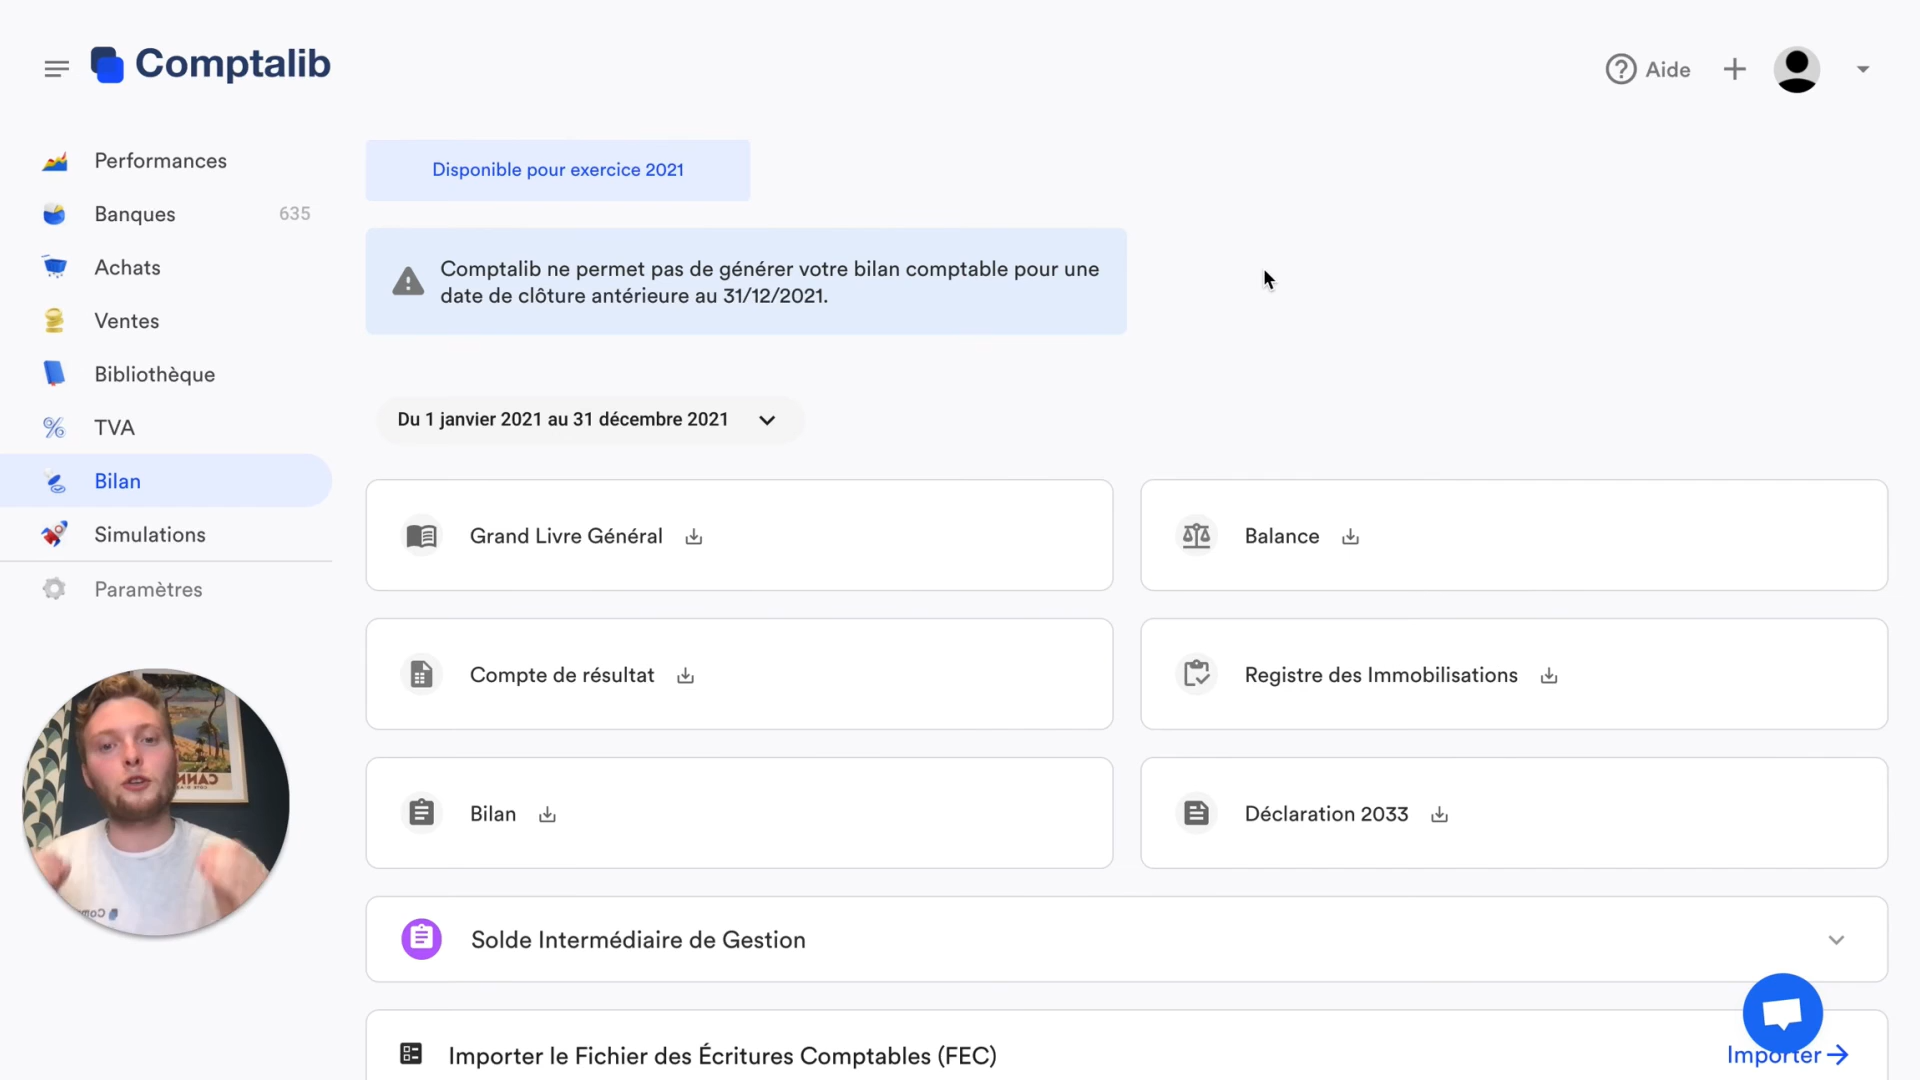 Comptalib
Aide
Performances
Banques 635
Achats
Ventes
Bibliothèque
TVA
Bilan
Simulations
Paramètres
Disponible pour exercice 2021
Comptalib ne permet pas de générer votre bilan comptable pour une
date de clôture antérieure au 31/12/2021.
Du 1 janvier 2021 au 31 décembre 2021
Grand Livre Général
Balance
Compte de résultat
Registre des Immobilisations
Bilan
Déclaration 2033
Solde Intermédiaire de Gestion
Importer le Fichier des Écritures Comptables (FEC)
Importer
CANN